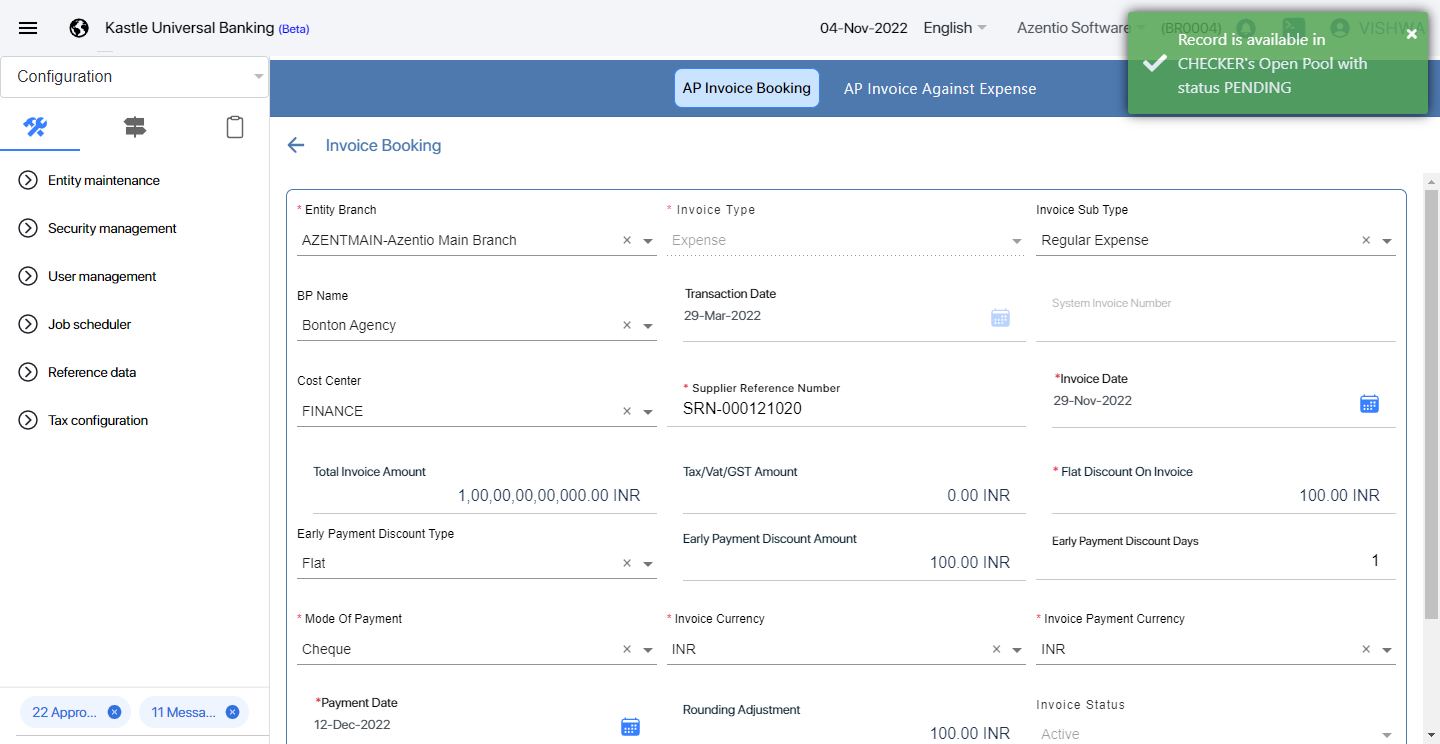 Kastle Universal Banking (Beta)
04-Nov-2022 English Azentio Software (BR0004) VISHWA
Record is available in
CHECKER's Open Pool with
status PENDING
Configuration
AP Invoice Booking AP Invoice Against Expense
Invoice Booking
Entity maintenance
Security management
User management
Job scheduler
Reference data
Tax configuration
22 Appro...
11 Messa...
* Entity Branch
AZENTMAIN-Azentio Main Branch
* Invoice Type
Expense
Invoice Sub Type
Regular Expense
BP Name
Bonton Agency
Transaction Date
29-Mar-2022
System Invoice Number
Cost Center
FINANCE
* Supplier Reference Number
SRN-000121020
*Invoice Date
29-Nov-2022
Total Invoice Amount
1,00,00,00,00,000.00 INR
Tax/Vat/GST Amount
0.00 INR
* Flat Discount On Invoice
100.00 INR
Early Payment Discount Type
Flat
Early Payment Discount Amount
100.00 INR
Early Payment Discount Days
1
* Mode Of Payment
Cheque
* Invoice Currency
INR
* Invoice Payment Currency
INR
*Payment Date
12-Dec-2022
Rounding Adjustment
100.00 INR
Invoice Status
Active